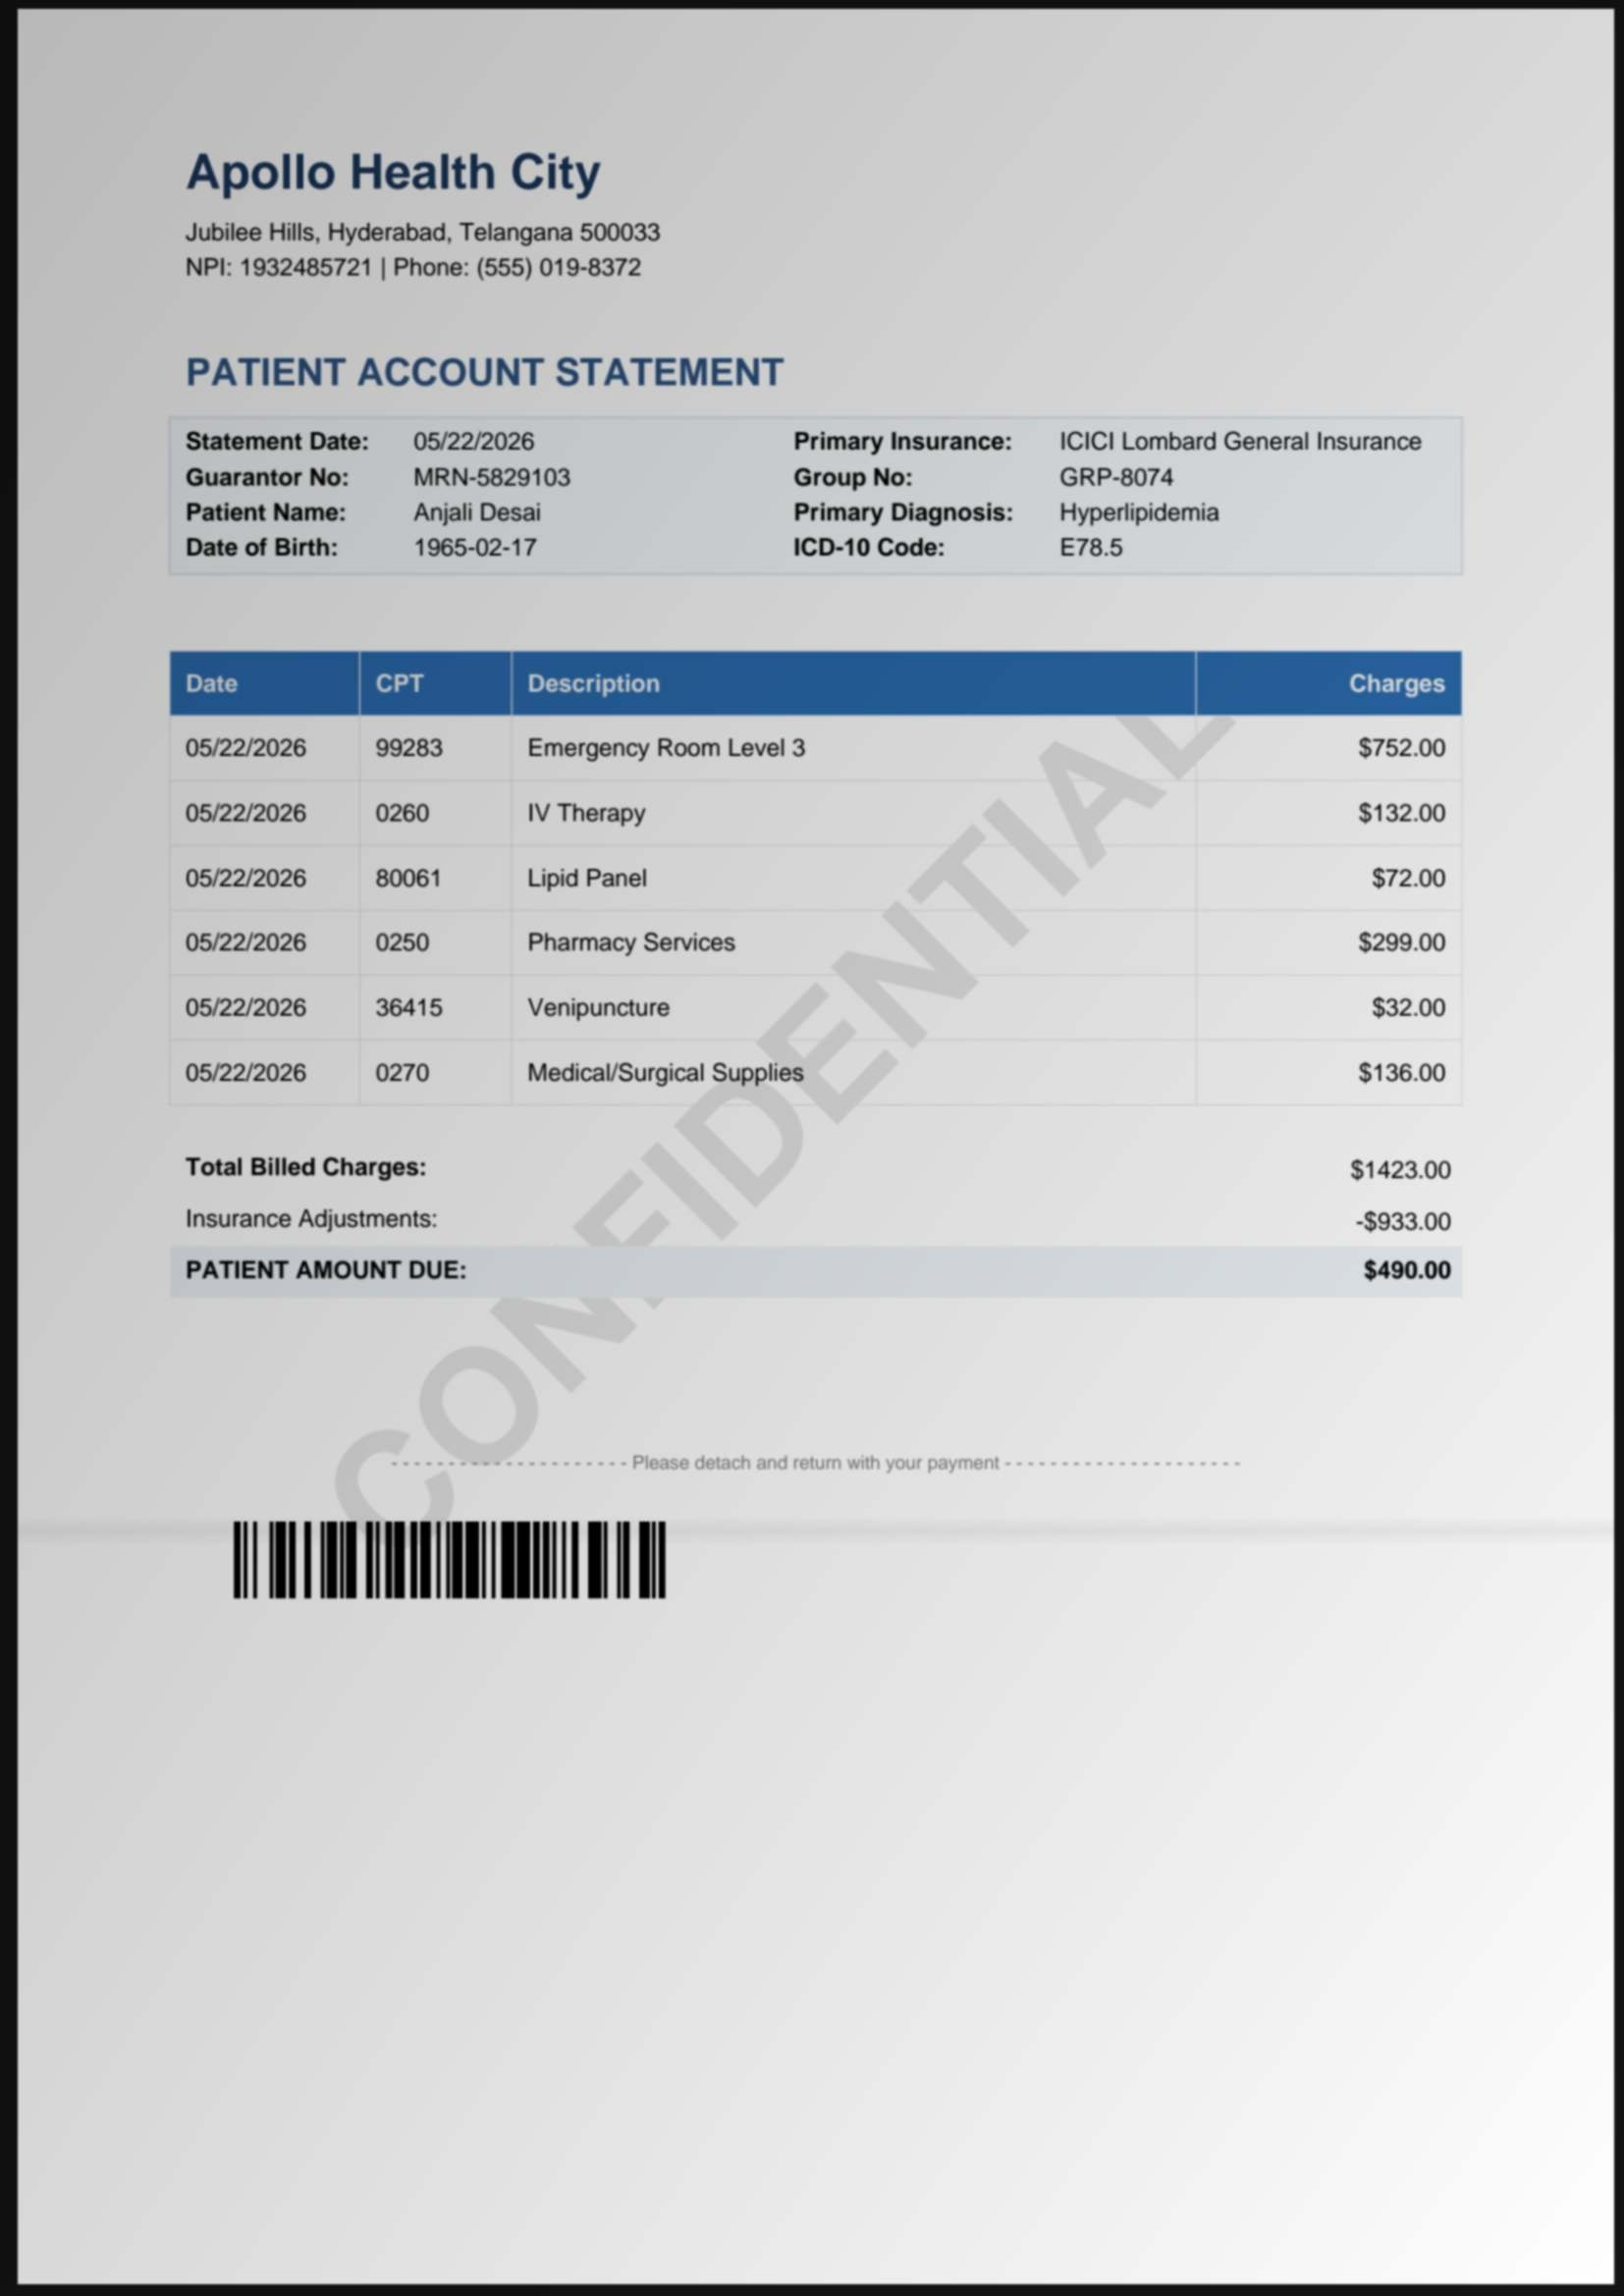 Apollo Health City
Jubilee Hills, Hyderabad, Telangana 500033
NPI: 1932485721 | Phone: (555) 019-8372
PATIENT ACCOUNT STATEMENT
Statement Date: 05/22/2026 Primary Insurance: ICICI Lombard General Insurance
Guarantor No: MRN-5829103 Group No: GRP-8074
Patient Name: Anjali Desai Primary Diagnosis: Hyperlipidemia
Date of Birth: 1965-02-17 ICD-10 Code: E78.5
Date CPT Description Charges
05/22/2026 99283 Emergency Room Level 3 $752.00
05/22/2026 0260 IV Therapy $132.00
05/22/2026 80061 Lipid Panel $72.00
05/22/2026 0250 Pharmacy Services $299.00
05/22/2026 36415 Venipuncture $32.00
05/22/2026 0270 Medical/Surgical Supplies $136.00
Total Billed Charges: $1423.00
Insurance Adjustments: -$933.00
PATIENT AMOUNT DUE: $490.00
CONFIDENTIAL
Please detach and return with your payment